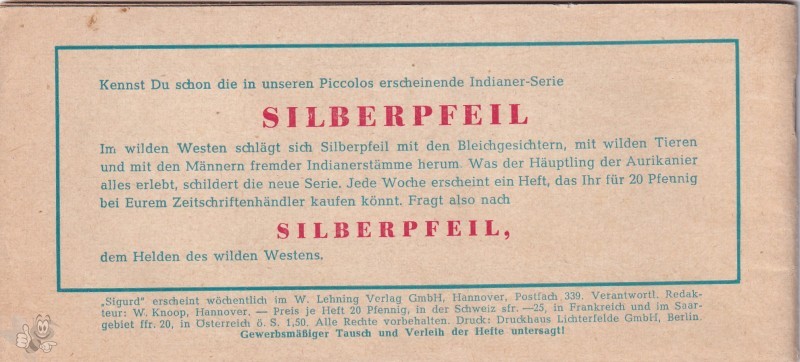 Kennst Du schon die in unseren Piccolos erscheinende Indianer-Serie
SILBERPFEIL
Im wilden Westen schlägt sich Silberpfeil mit den Bleichgesichtern, mit wilden Tieren
und mit den Männern fremder Indianerstämme herum. Was der Häuptling der Aurikanier
alles erlebt, schildert die neue Serie. Jede Woche erscheint ein Heft, das Ihr für 20 Pfennig
bei Eurem Zeitschriftenhändler kaufen könnt. Fragt also nach
SILBERPFEIL,
dem Helden des wilden Westens.
„Sigurd" erscheint wöchentlich im W. Lehning Verlag GmbH, Hannover, Postfach 339. Verantwortl. Redak-
teur: W. Knoop, Hannover. — Preis je Heft 20 Pfennig, in der Schweiz sfr. —25, in Frankreich und im Saar-
gebiet ffr. 20, in Österreich ö. S. 1,50. Alle Rechte vorbehalten. Druck: Druckhaus Lichterfelde GmbH, Berlin.
Gewerbsmäßiger Tausch und Verleih der Hefte untersagt!